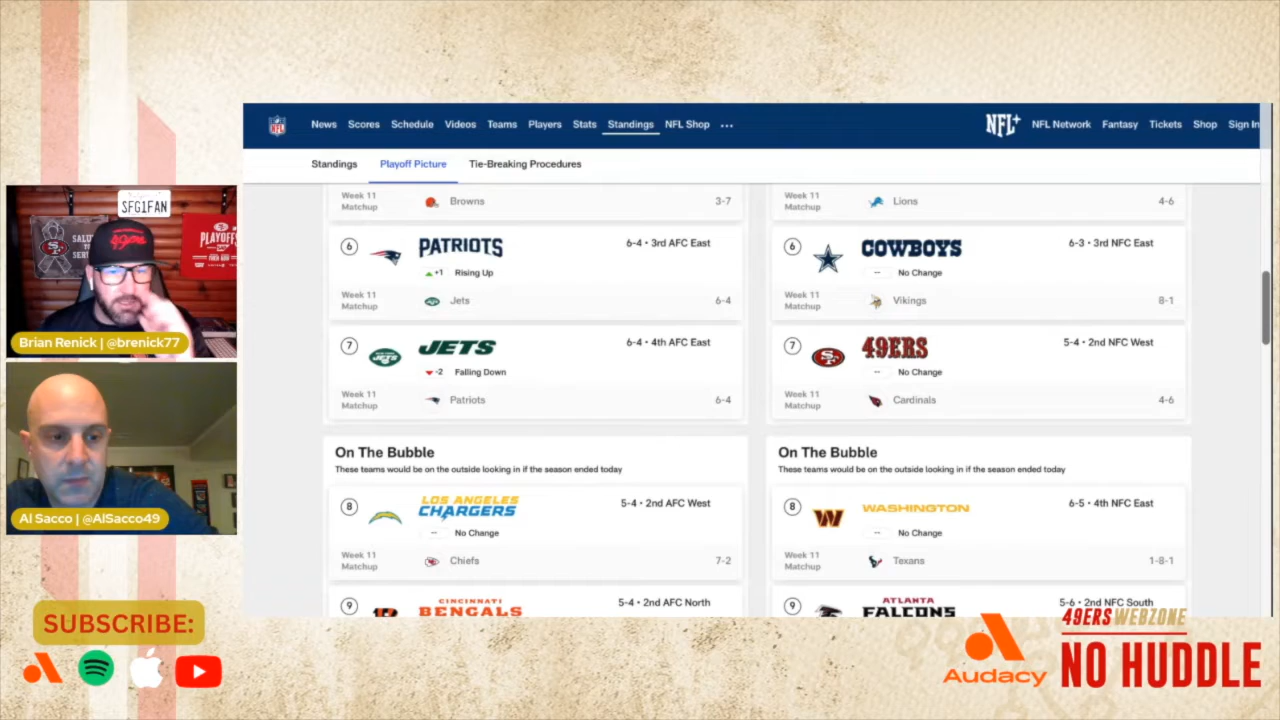 News Scores Schedule Videos Teams Players Stats Standings NFL Shop ...
NFL+ NFL Network Fantasy Tickets Shop Sign In
Standings Playoff Picture Tie-Breaking Procedures
Week 11
Matchup
Browns 3-7
6 PATRIOTS 6-4 • 3rd AFC East
+1 Rising Up
Week 11
Matchup
Jets 6-4
7 JETS 6-4 • 4th AFC East
-2 Falling Down
Week 11
Matchup
Patriots 6-4
On The Bubble
These teams would be on the outside looking in if the season ended today
8 LOS ANGELES
CHARGERS 5-4 • 2nd AFC West
-- No Change
Week 11
Matchup
Chiefs 7-2
9 CINCINNATI
BENGALS 5-4 • 2nd AFC North
Week 11
Matchup
Lions 4-6
6 COWBOYS 6-3 • 3rd NFC East
-- No Change
Week 11
Matchup
Vikings 8-1
7 49ERS 5-4 • 2nd NFC West
-- No Change
Week 11
Matchup
Cardinals 4-6
On The Bubble
These teams would be on the outside looking in if the season ended today
8 WASHINGTON 6-5 • 4th NFC East
-- No Change
Week 11
Matchup
Texans 1-8-1
9 ATLANTA
FALCONS 5-6 • 2nd NFC South
SFG1FAN
49ers
PLAYOFFS
Brian Renick | @brenick77
Al Sacco | @AlSacco49
SUBSCRIBE:
Audacy
49ERSWEBZONE
NO HUDDLE